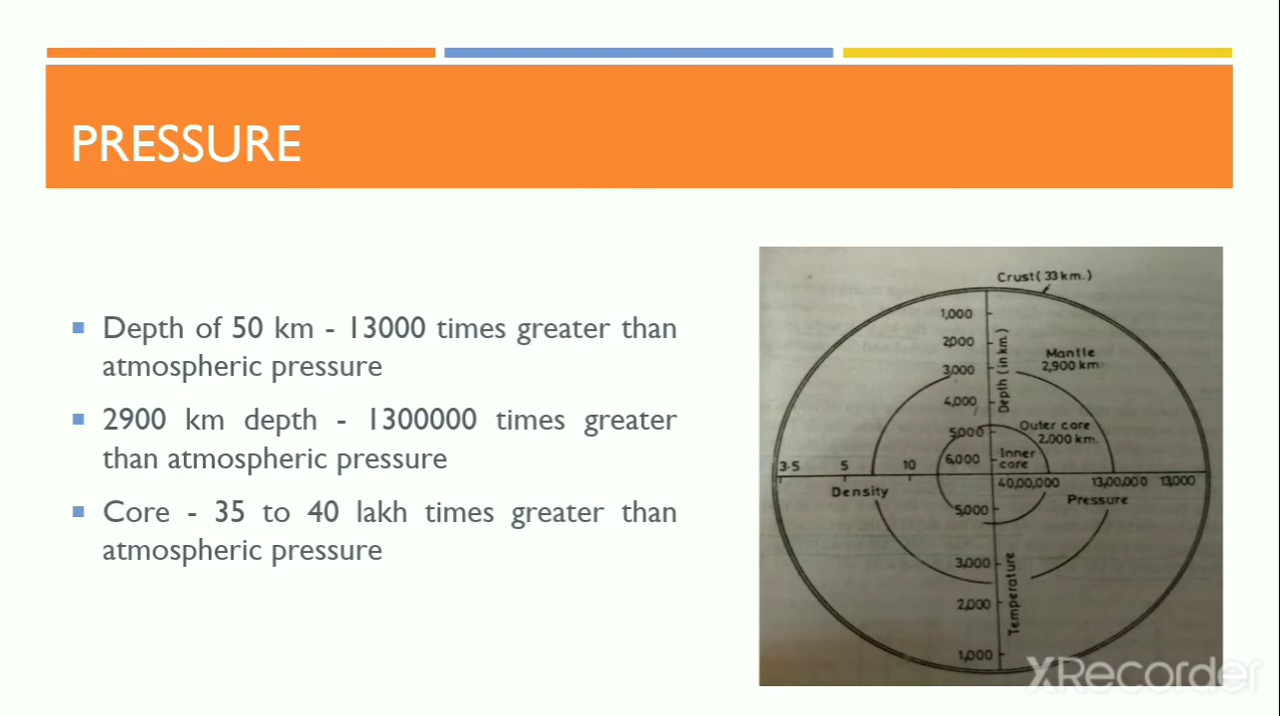 PRESSURE
Depth of 50 km - 13000 times greater than
atmospheric pressure
2900 km depth - 1300000 times greater
than atmospheric pressure
Core - 35 to 40 lakh times greater than
atmospheric pressure
Crust (33 km.)
1,000
2,000
3,000
4,000
5,000
6,000
Depth (in km.)
Mantle
2,900 km.
Outer core
2,000 km.
Inner
core
3·5 5 10
Density
40,00,000 13,00,000 13,000
Pressure
5,000
3,000
2,000
1,000
Temperature
XRecorder